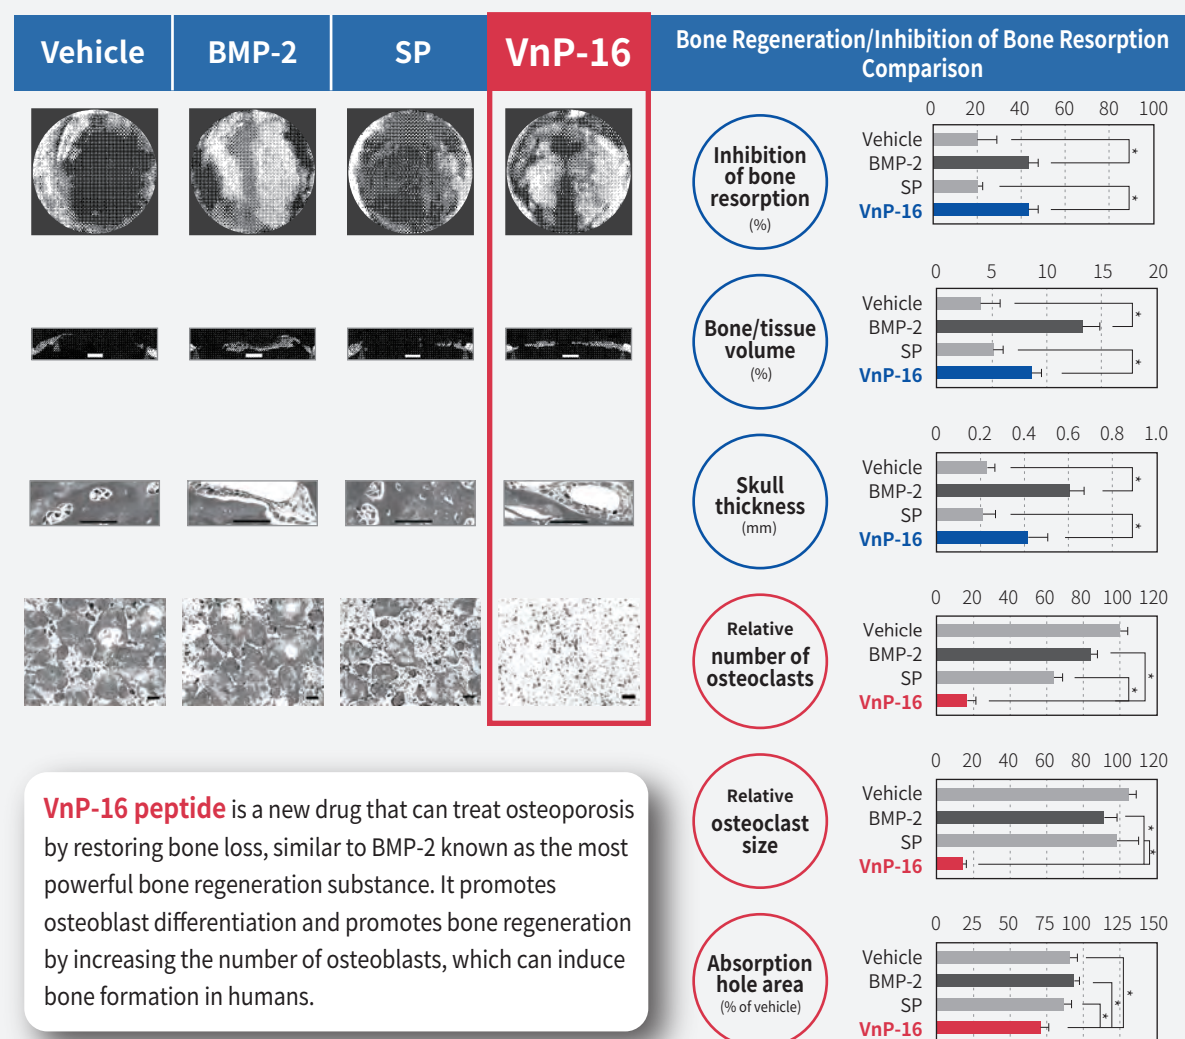 Vehicle
BMP-2
SP
VnP-16
Bone Regeneration/Inhibition of Bone Resorption
Comparison
Inhibition
of bone
resorption
(%)
0 20 40 60 80 100
Vehicle
BMP-2
SP
VnP-16
*
*
Bone/tissue
volume
(%)
0 5 10 15 20
Vehicle
BMP-2
SP
VnP-16
*
*
Skull
thickness
(mm)
0 0.2 0.4 0.6 0.8 1.0
Vehicle
BMP-2
SP
VnP-16
*
*
Relative
number of
osteoclasts
0 20 40 60 80 100 120
Vehicle
BMP-2
SP
VnP-16
*
*
Relative
osteoclast
size
0 20 40 60 80 100 120
Vehicle
BMP-2
SP
VnP-16
*
*
Absorption
hole area
(% of vehicle)
0 25 50 75 100 125 150
Vehicle
BMP-2
SP
VnP-16
*
*
*
VnP-16 peptide is a new drug that can treat osteoporosis
by restoring bone loss, similar to BMP-2 known as the most
powerful bone regeneration substance. It promotes
osteoblast differentiation and promotes bone regeneration
by increasing the number of osteoblasts, which can induce
bone formation in humans.